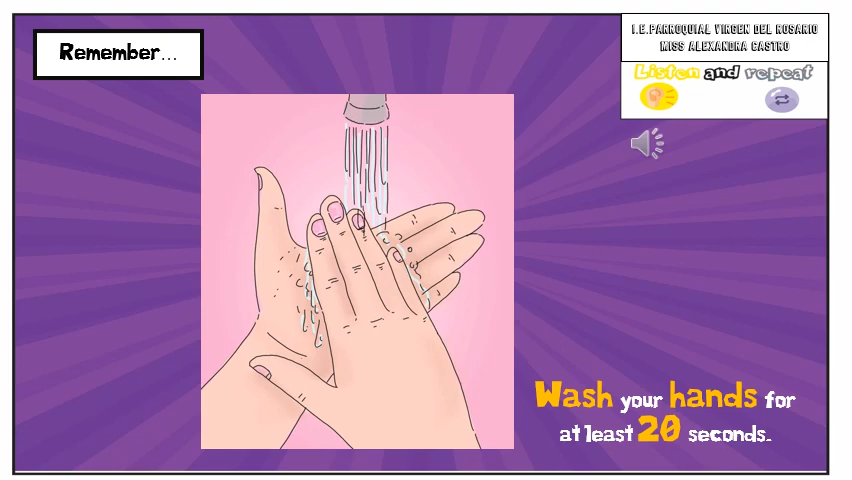 Remember...
I.E.PARROQUIAL VIRGEN DEL ROSARIO
MISS ALEXANDRA CASTRO
Listen and repeat
Wash your hands for
at least 20 seconds.